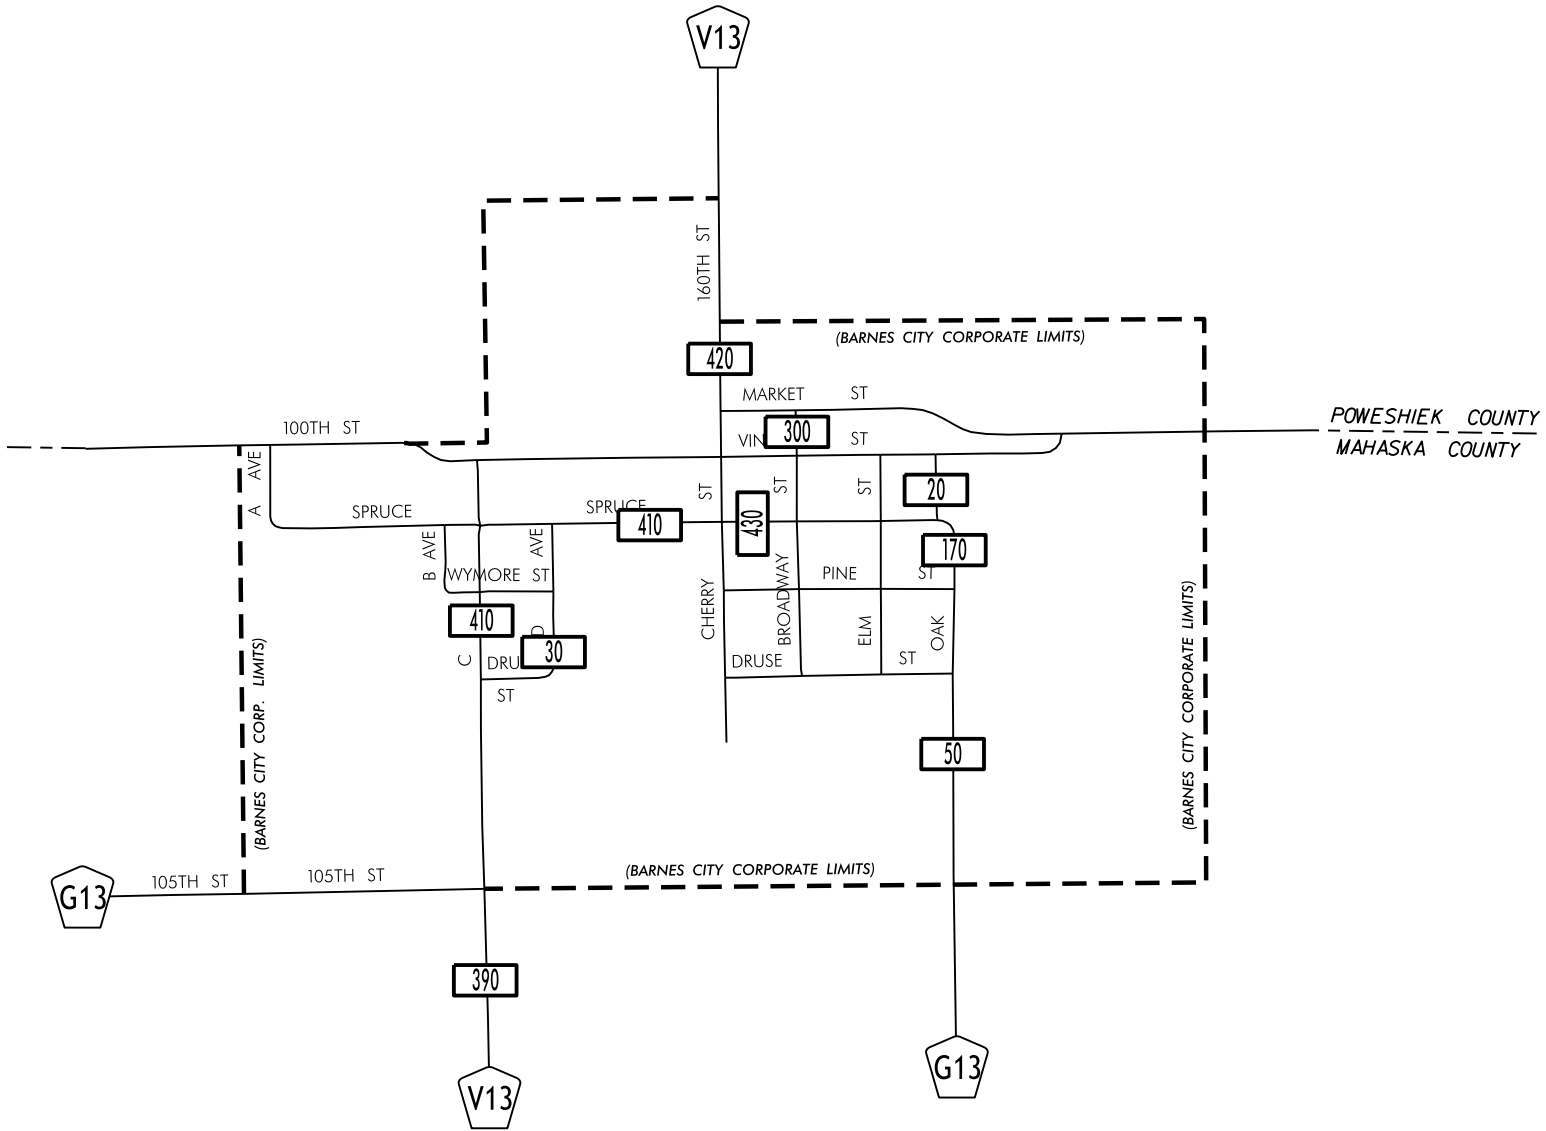 V13
160TH ST
(BARNES CITY CORPORATE LIMITS)
420
MARKET ST
POWESHIEK COUNTY
100TH ST
300
VIN ST
MAHASKA COUNTY
A AVE
ST
ST
ST
20
SPRUCE
SPRUCE
410
430
170
B AVE
AVE
WYMORE ST
PINE ST
CHERRY
BROADWAY
ELM
OAK
410
D
30
C
DRU
ST
DRUSE ST
(BARNES CITY CORP. LIMITS)
(BARNES CITY CORPORATE LIMITS)
50
105TH ST
105TH ST
(BARNES CITY CORPORATE LIMITS)
G13
390
G13
V13